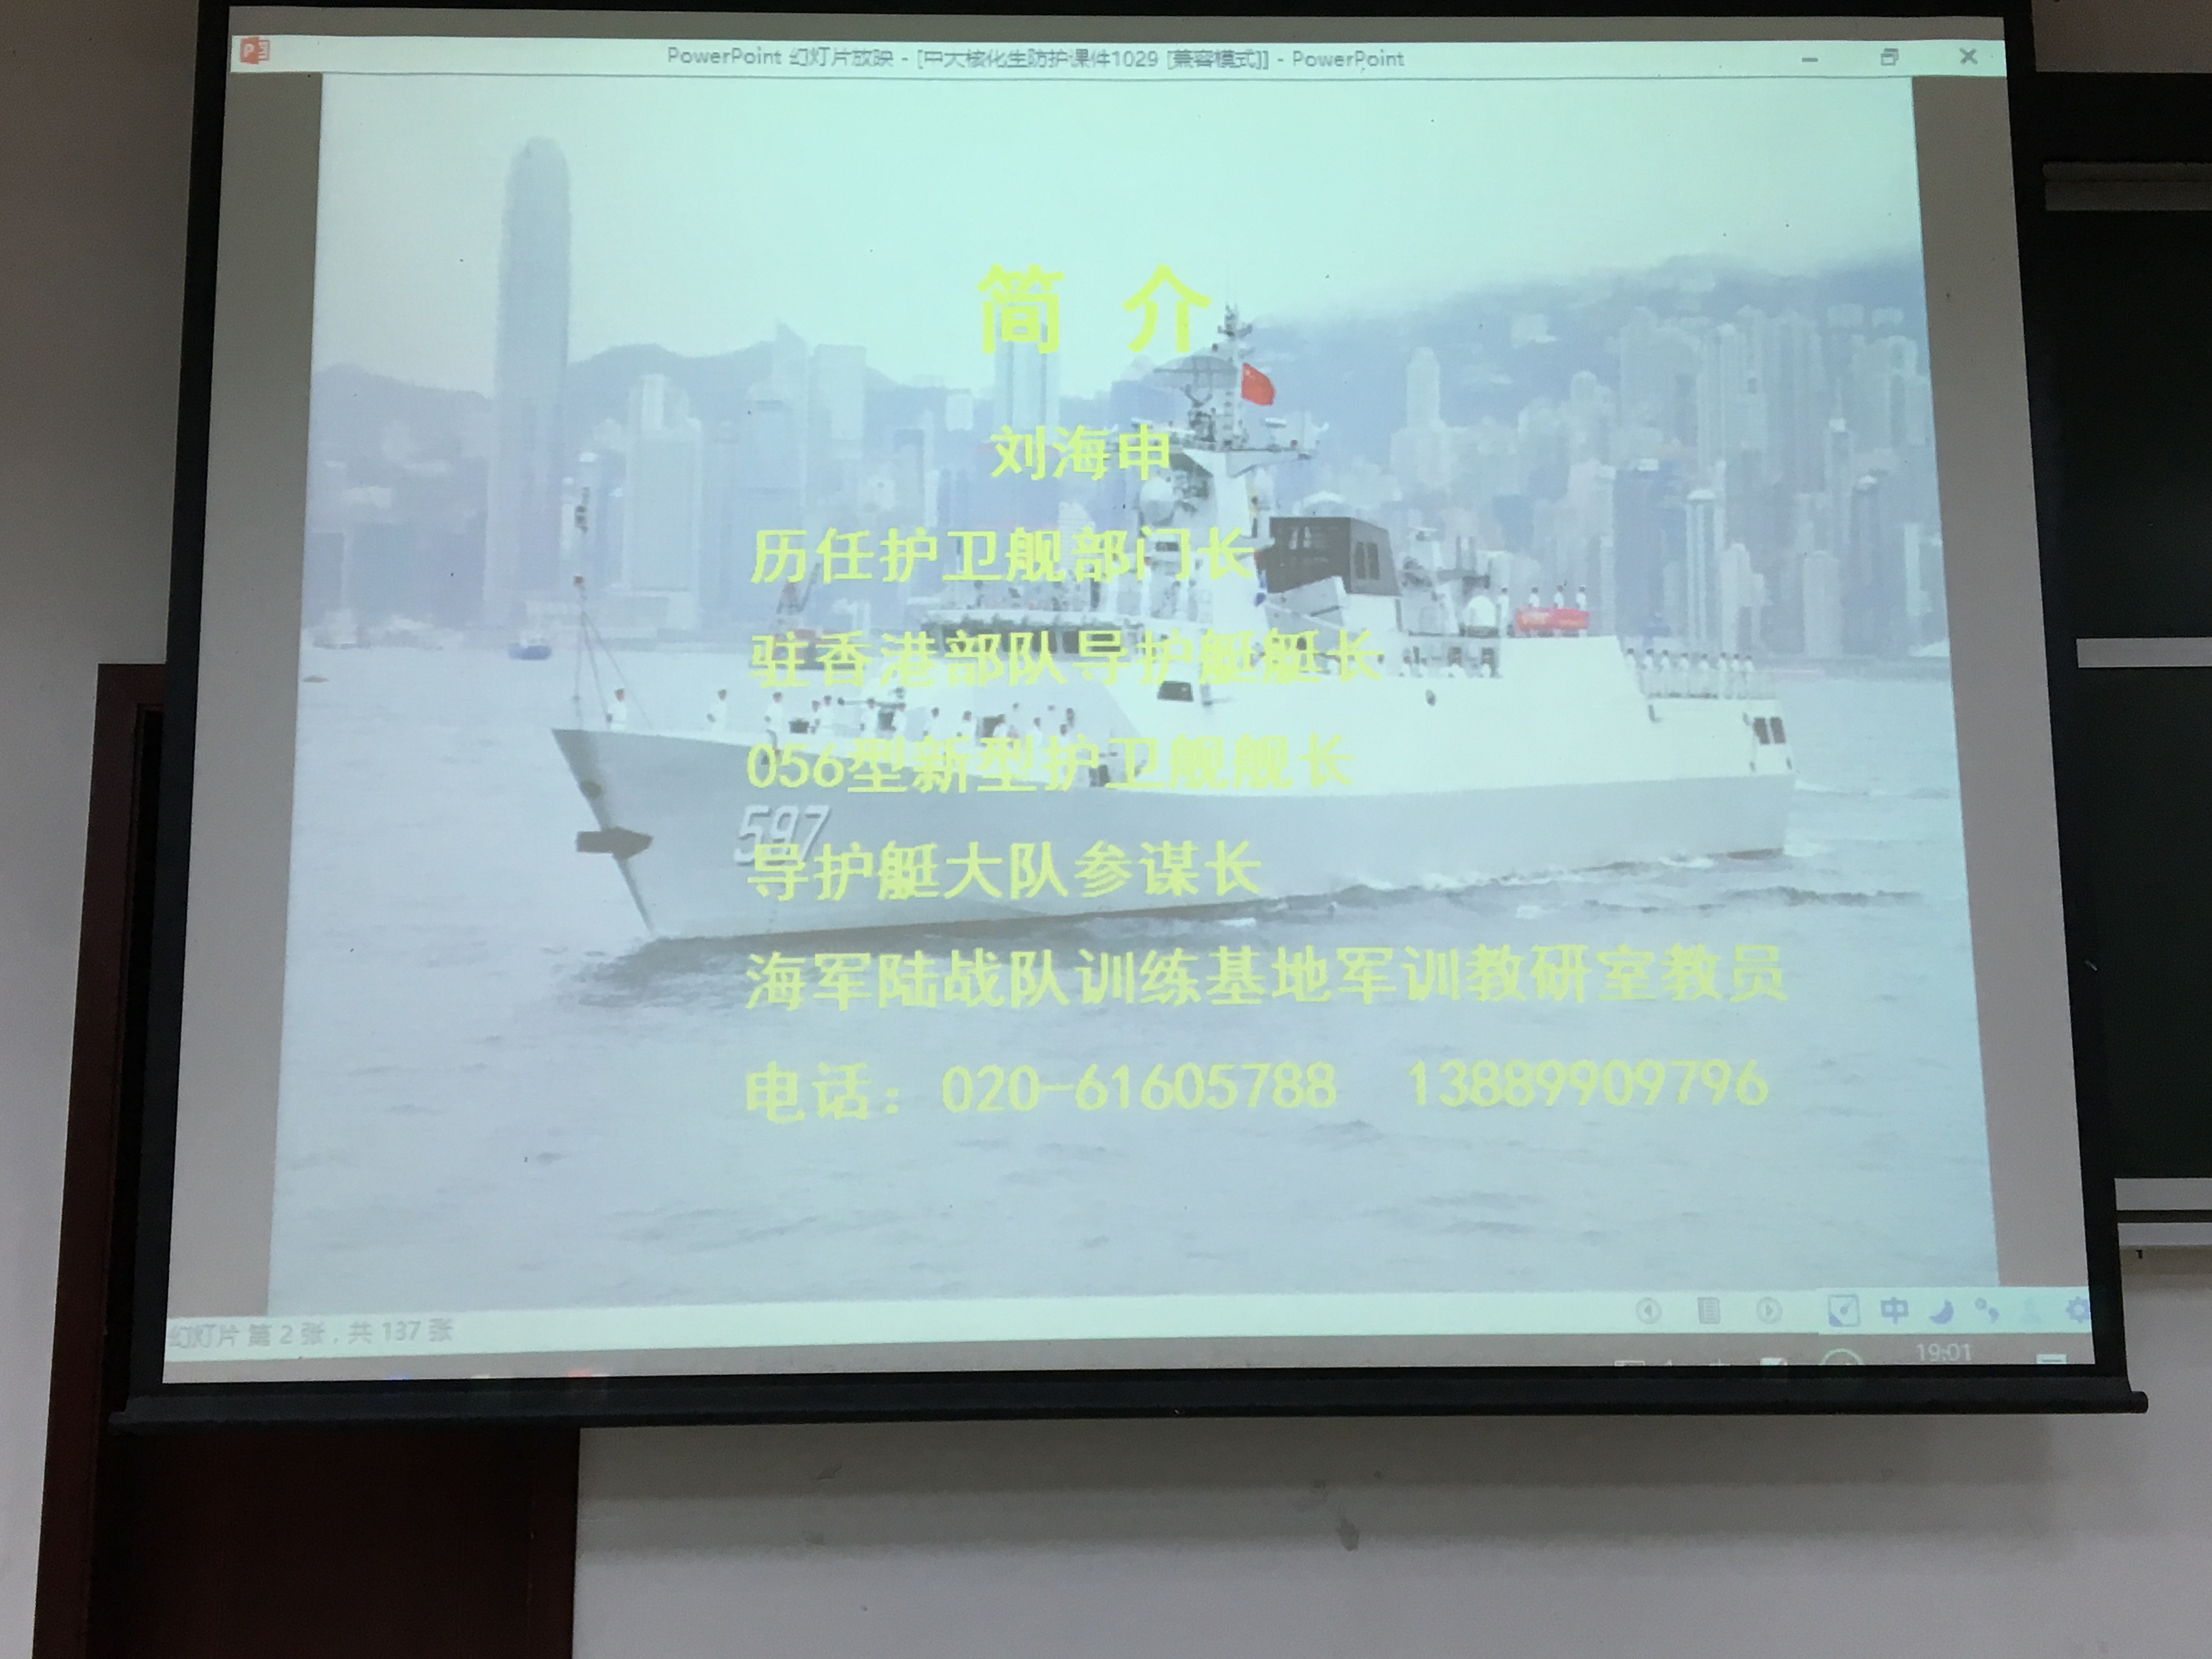 PowerPoint 幻灯片放映 - [中大核化生防护课件1029 [兼容模式]] - PowerPoint
简 介
刘海申
历任护卫舰部门长
驻香港部队导护艇艇长
056型新型护卫舰舰长
597
导护艇大队参谋长
海军陆战队训练基地军训教研室教员
电话：020-61605788 13889909796
幻灯片 第 2 张，共 137 张
中
19:01